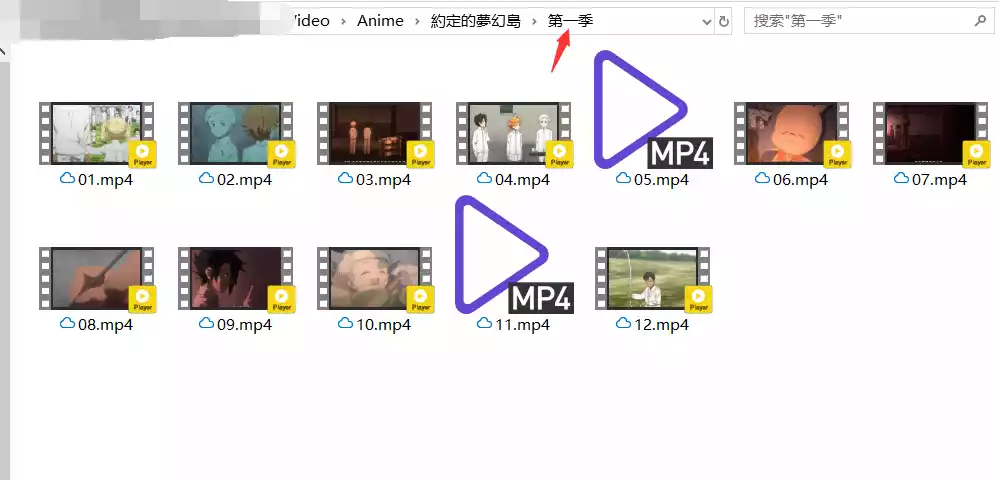 Video › Anime › 約定的夢幻島 › 第一季
搜索"第一季"
Player Player Player Player MP4 Player Player
01.mp4 02.mp4 03.mp4 04.mp4 05.mp4 06.mp4 07.mp4
Player Player Player MP4 Player
08.mp4 09.mp4 10.mp4 11.mp4 12.mp4